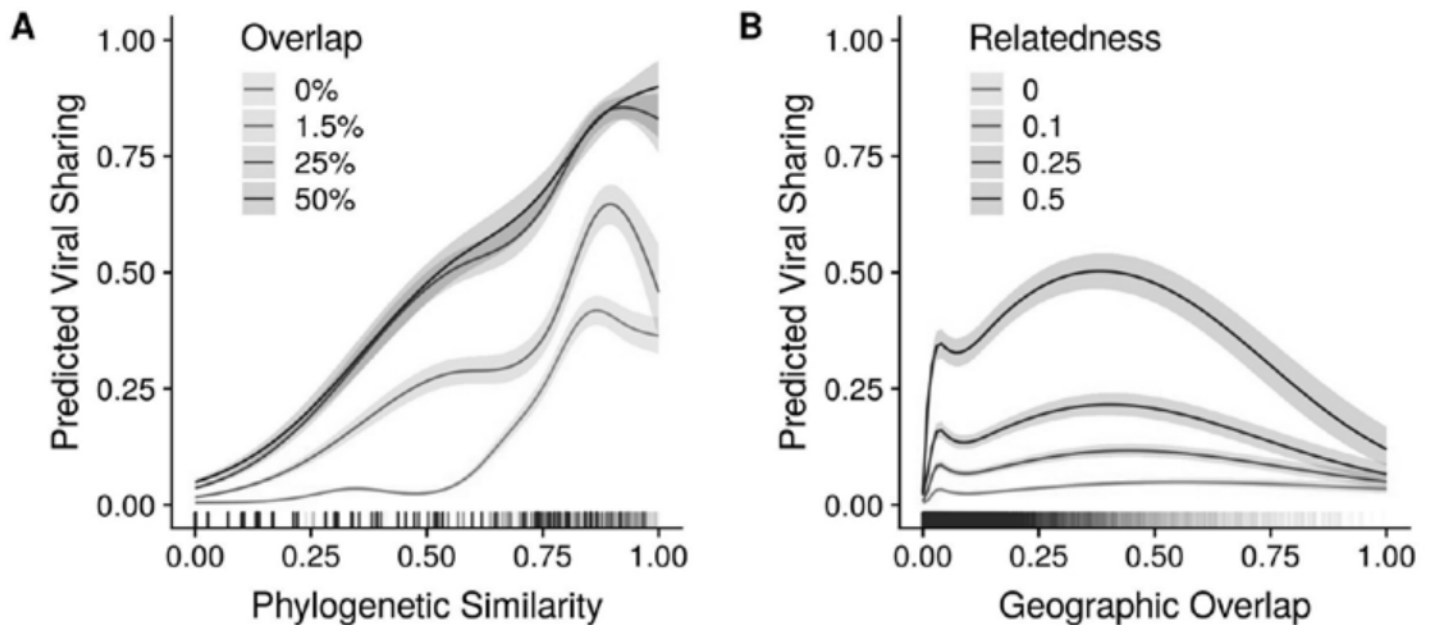 A
Overlap
0%
1.5%
25%
50%
1.00
0.75
0.50
0.25
0.00
Predicted Viral Sharing
0.00 0.25 0.50 0.75 1.00
Phylogenetic Similarity
B
Relatedness
0
0.1
0.25
0.5
1.00
0.75
0.50
0.25
0.00
Predicted Viral Sharing
0.00 0.25 0.50 0.75 1.00
Geographic Overlap